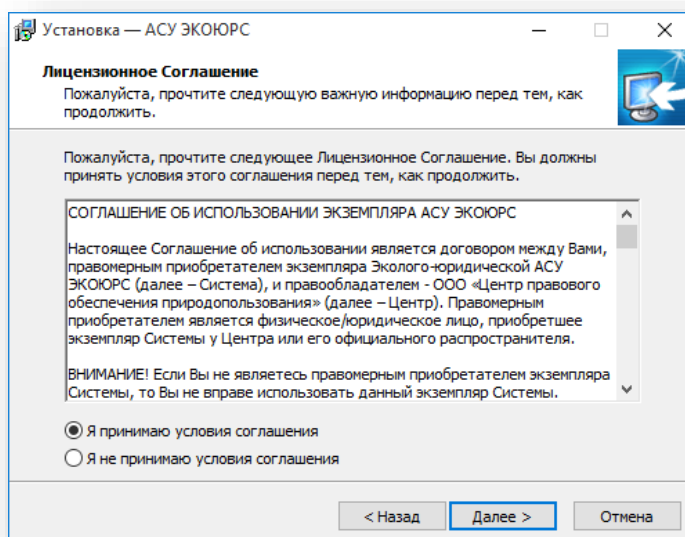 Установка — АСУ ЭКОЮРС
Лицензионное Соглашение
Пожалуйста, прочтите следующую важную информацию перед тем, как
продолжить.
Пожалуйста, прочтите следующее Лицензионное Соглашение. Вы должны
принять условия этого соглашения перед тем, как продолжить.
СОГЛАШЕНИЕ ОБ ИСПОЛЬЗОВАНИИ ЭКЗЕМПЛЯРА АСУ ЭКОЮРС
Настоящее Соглашение об использовании является договором между Вами,
правомерным приобретателем экземпляра Эколого-юридической АСУ
ЭКОЮРС (далее – Система), и правообладателем - ООО «Центр правового
обеспечения природопользования» (далее – Центр). Правомерным
приобретателем является физическое/юридическое лицо, приобретшее
экземпляр Системы у Центра или его официального распространителя.
ВНИМАНИЕ! Если Вы не являетесь правомерным приобретателем экземпляра
Системы, то Вы не вправе использовать данный экземпляр Системы.
Я принимаю условия соглашения
Я не принимаю условия соглашения
< Назад Далее > Отмена